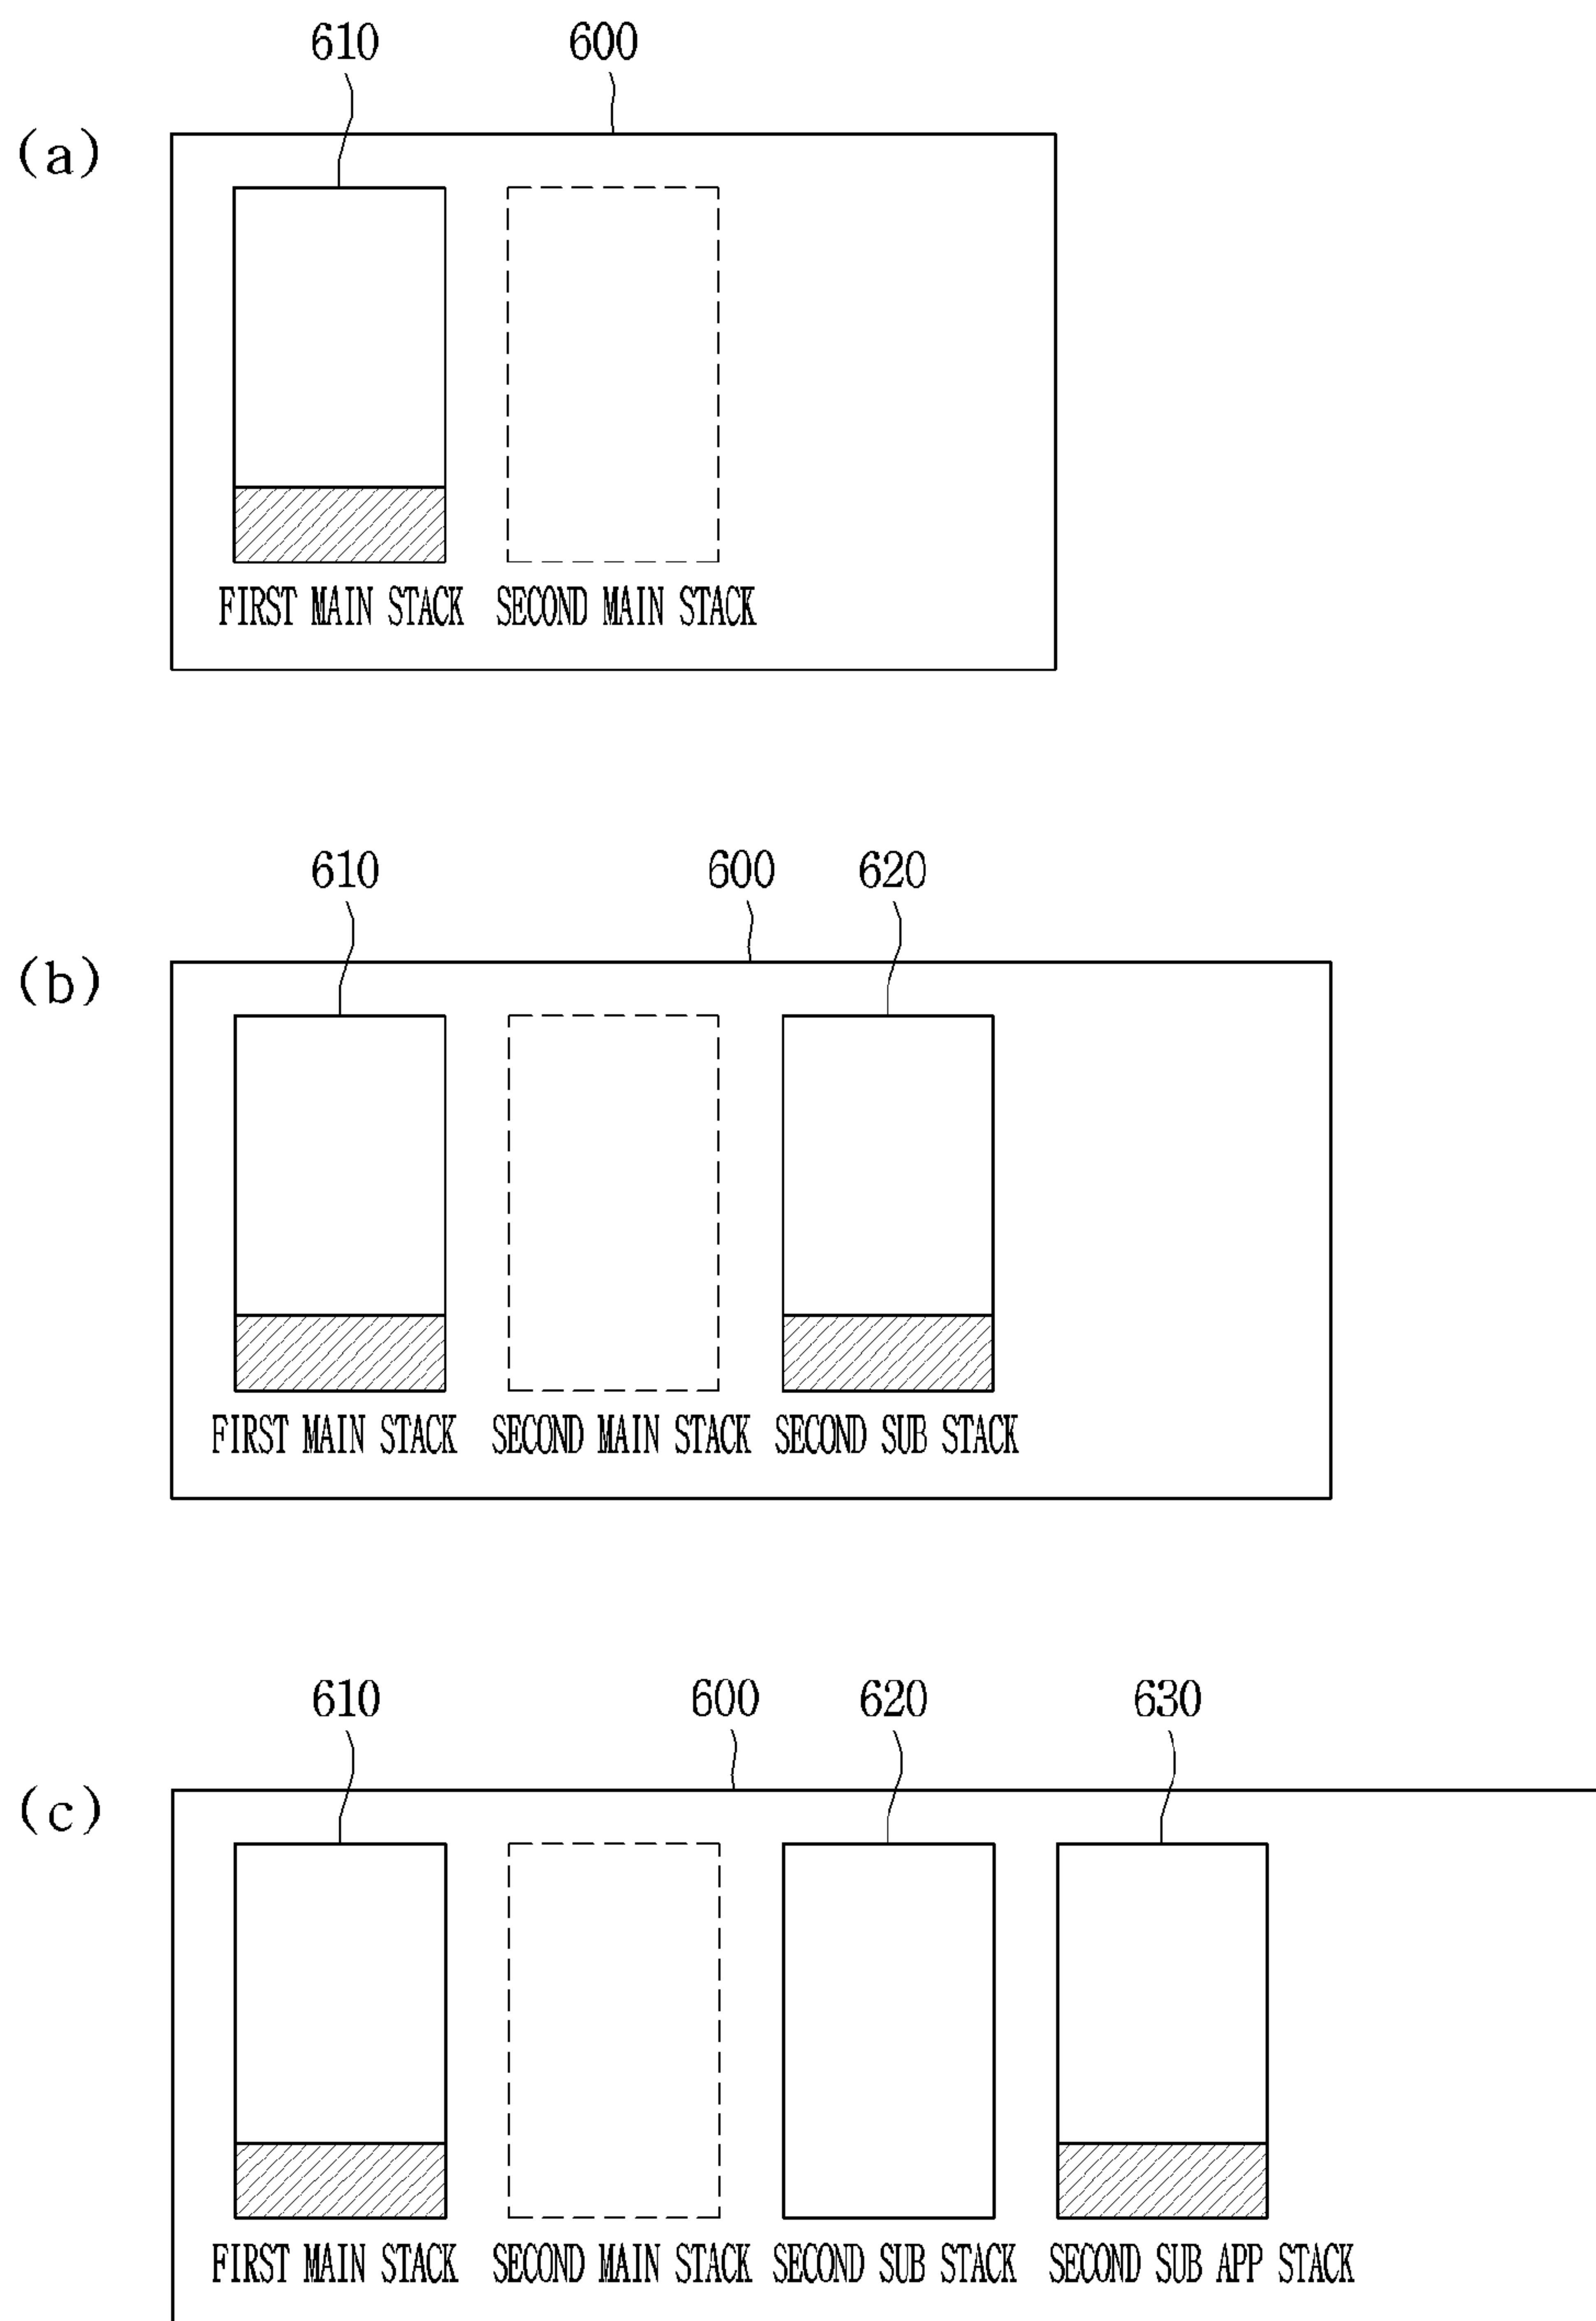 610 600
(a)
FIRST MAIN STACK SECOND MAIN STACK
610 600 620
(b)
FIRST MAIN STACK SECOND MAIN STACK SECOND SUB STACK
610 600 620 630
(c)
FIRST MAIN STACK SECOND MAIN STACK SECOND SUB STACK SECOND SUB APP STACK